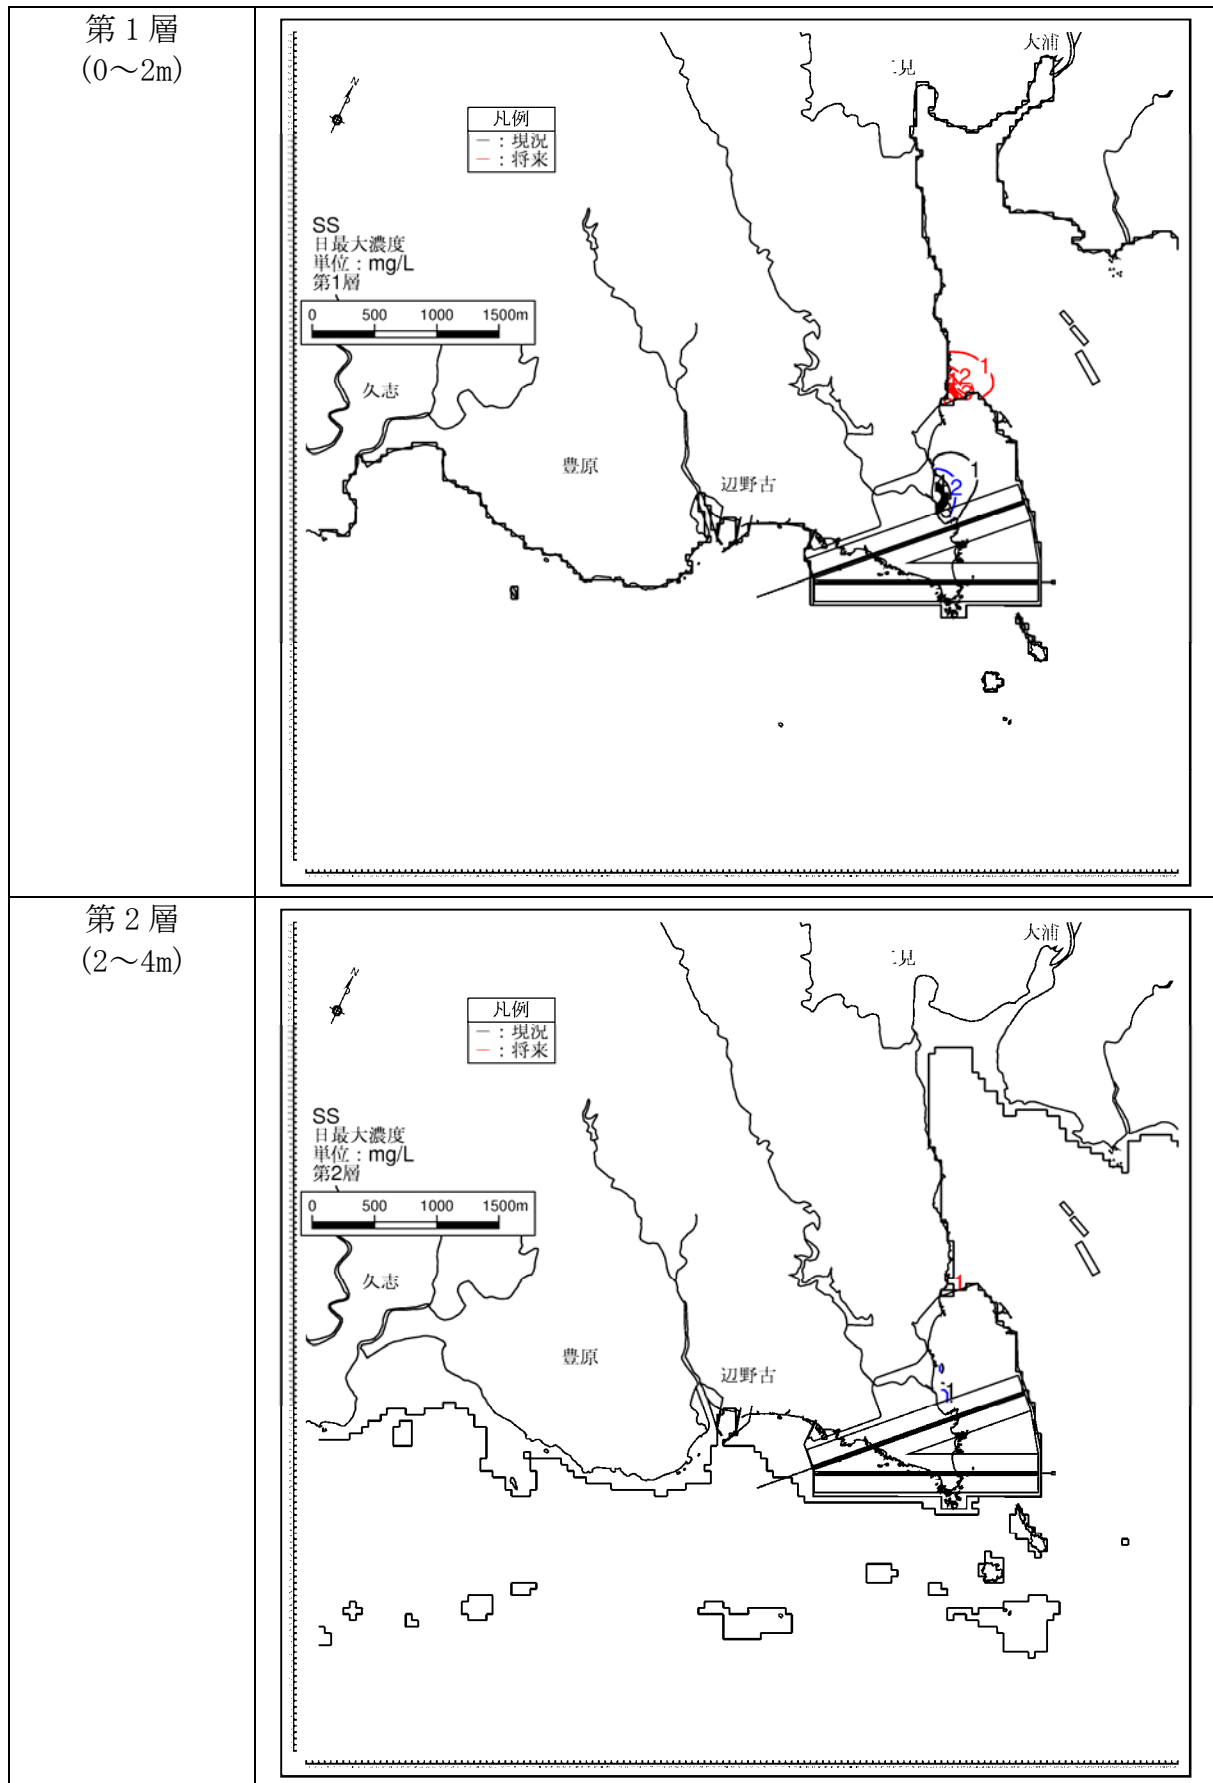 第1層
(0～2m)
大浦
二見
N
凡例
－：現況
－：将来
SS
日最大濃度
単位：mg/L
第1層
0 500 1000 1500m
久志
豊原
辺野古
1
2
2
1
2
第2層
(2～4m)
大浦
見
N
凡例
－：現況
－：将来
SS
日最大濃度
単位：mg/L
第2層
0 500 1000 1500m
久志
豊原
辺野古
1
1